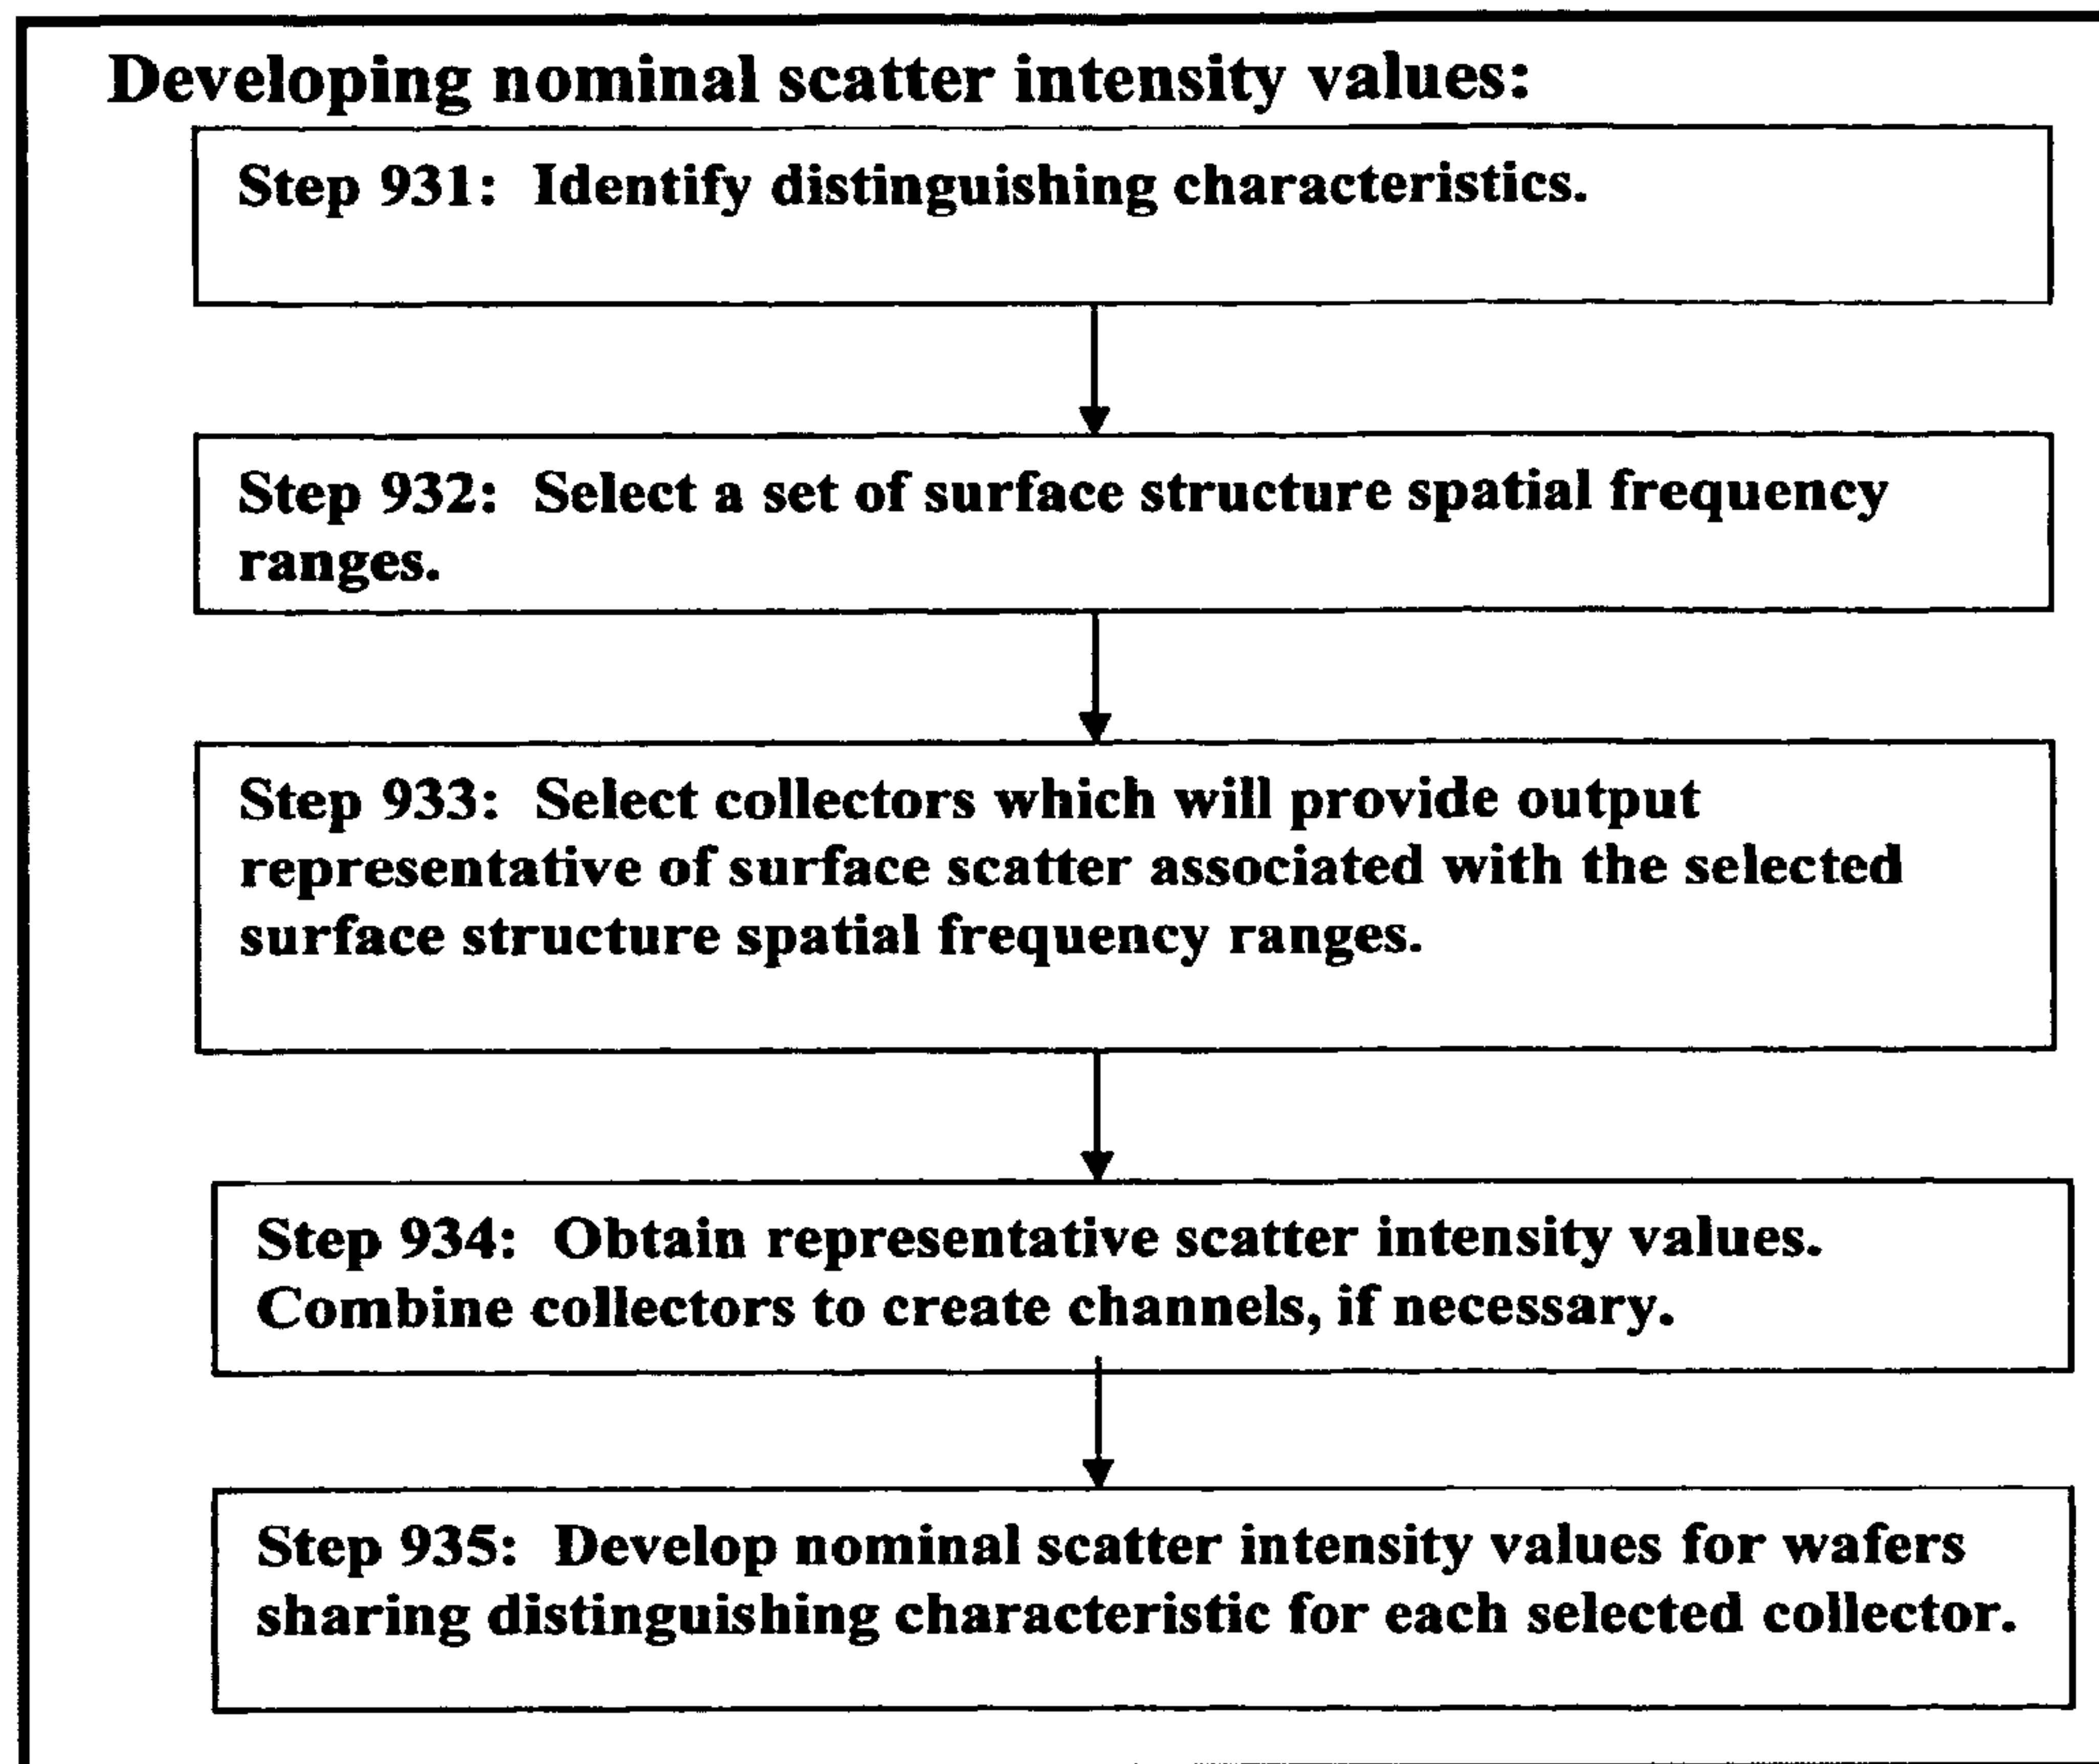 Developing nominal scatter intensity values:
Step 931: Identify distinguishing characteristics.
Step 932: Select a set of surface structure spatial frequency
ranges.
Step 933: Select collectors which will provide output
representative of surface scatter associated with the selected
surface structure spatial frequency ranges.
Step 934: Obtain representative scatter intensity values.
Combine collectors to create channels, if necessary.
Step 935: Develop nominal scatter intensity values for wafers
sharing distinguishing characteristic for each selected collector.